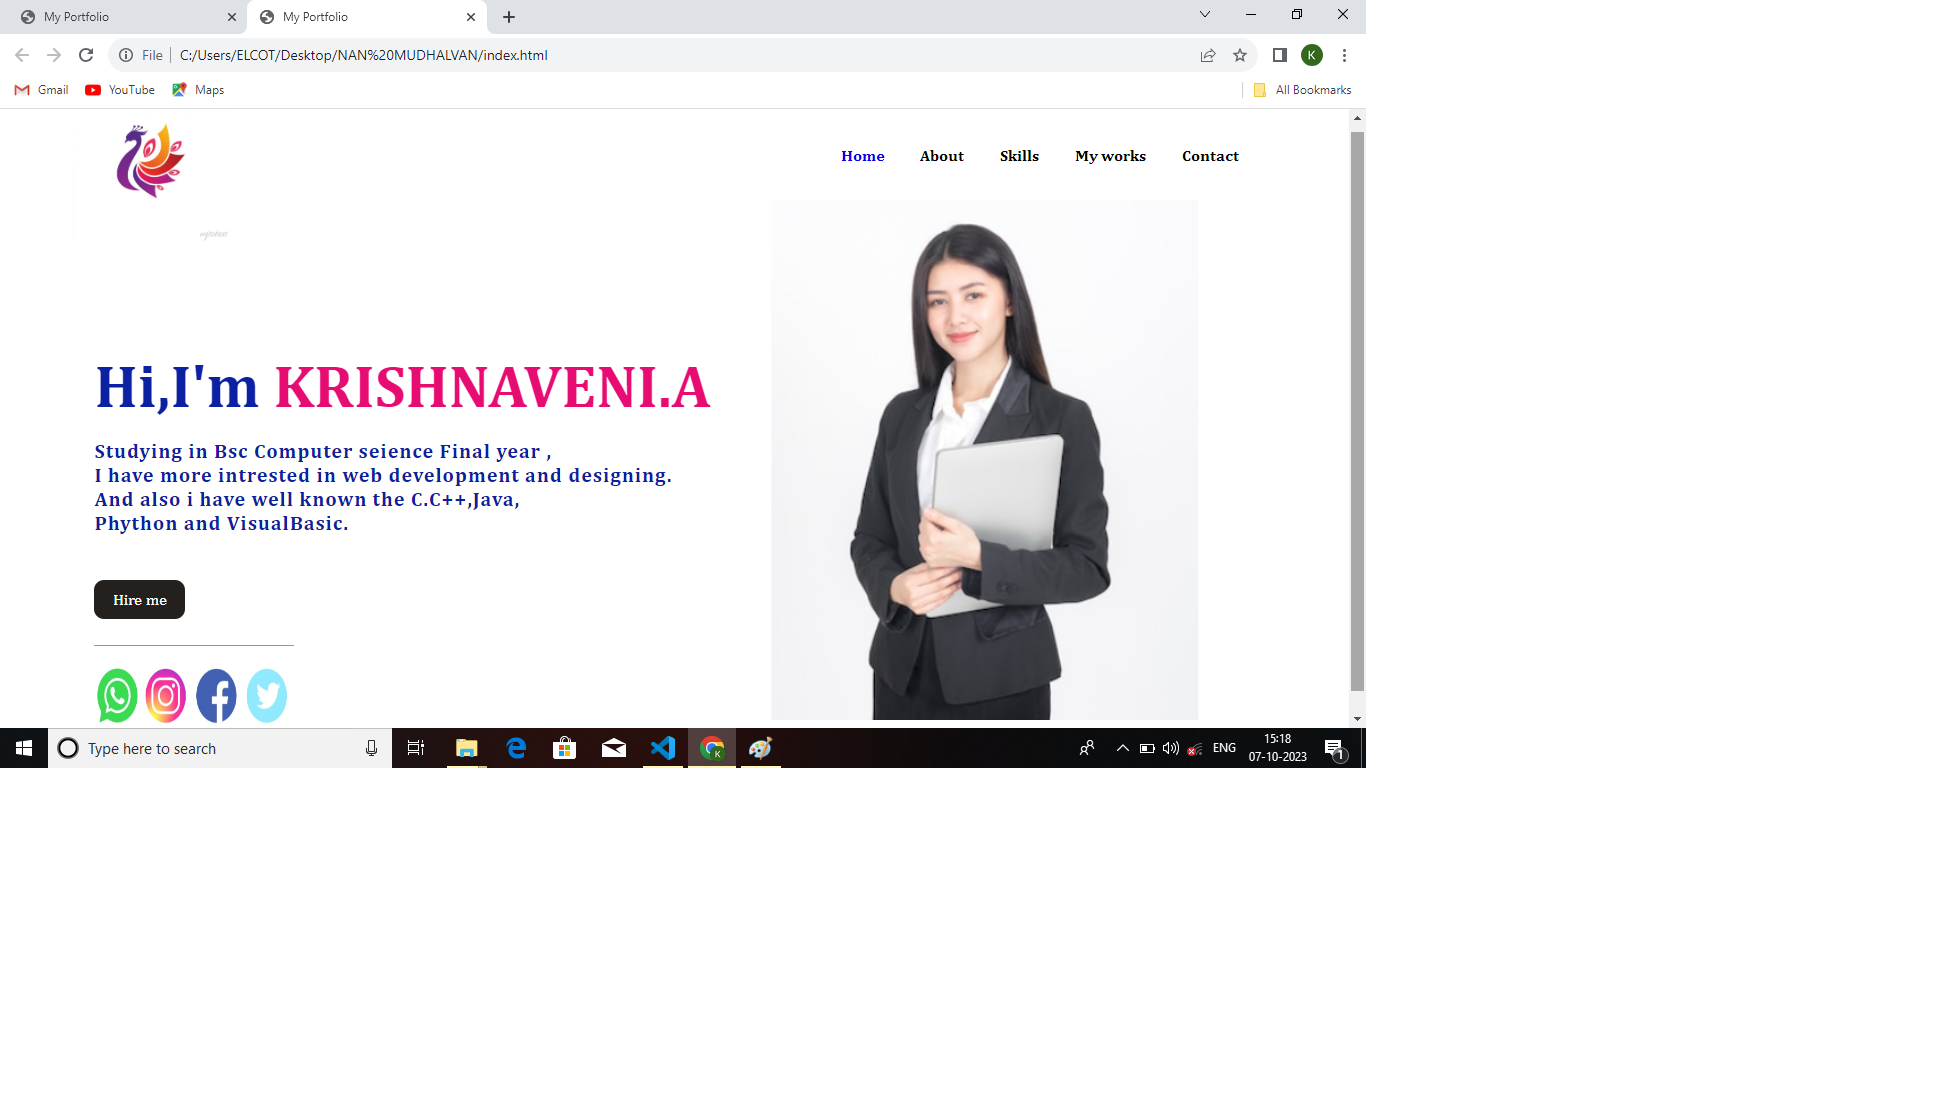 My Portfolio
My Portfolio
File
C:/Users/ELCOT/Desktop/NAN%20MUDHALVAN/index.html
K
Gmail
YouTube
Maps
All Bookmarks
Home
About
Skills
My works
Contact
Hi,I'm KRISHNAVENI.A
Studying in Bsc Computer seience Final year ,
I have more intrested in web development and designing.
And also i have well known the C.C++,Java,
Phython and VisualBasic.
Hire me
Type here to search
K
ENG
15:18
07-10-2023
1